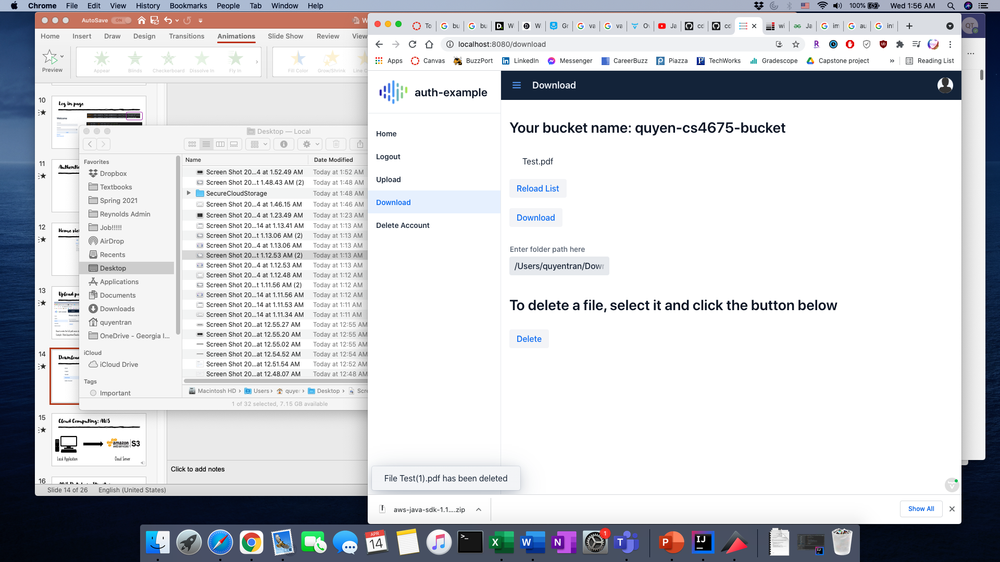 Chrome File Edit View History Bookmarks People Tab Window Help
100% Wed 1:56 AM
AutoSave ON
W
Home Insert Draw Design Transitions Animations Slide Show Review View
Preview
Appear Blinds Checkerboard Dissolve In Fly In
Fill Color Grow/Shrink Line C
10
Log in page
Welcome
11
12
13
14
15
Cloud Computing: AWS
amazon webservices S3
Local Application Cloud Server
16
Click to add notes
Slide 14 of 26 English (United States)
Desktop — Local
Name Date Modified
Favorites
Dropbox
Textbooks
Spring 2021
Reynolds Admin
Job!!!!!
AirDrop
Recents
Desktop
Applications
Documents
Downloads
quyentran
OneDrive - Georgia I...
iCloud
iCloud Drive
Tags
Important
Screen Shot 20...4 at 1.52.49 AM Today at 1:52 AM
Screen Shot 20...t 1.48.43 AM (2) Today at 1:48 AM
SecureCloudStorage Today at 1:48 AM
Screen Shot 20...4 at 1.46.15 AM Today at 1:46 AM
Screen Shot 20...4 at 1.23.49 AM Today at 1:23 AM
Screen Shot 20...14 at 1.13.41 AM Today at 1:13 AM
Screen Shot 20...t 1.13.06 AM (2) Today at 1:13 AM
Screen Shot 20...4 at 1.13.06 AM Today at 1:13 AM
Screen Shot 20...t 1.12.53 AM (2) Today at 1:13 AM
Screen Shot 20...4 at 1.12.53 AM Today at 1:13 AM
Screen Shot 20...4 at 1.12.48 AM Today at 1:12 AM
Screen Shot 20...t 1.11.56 AM (2) Today at 1:12 AM
Screen Shot 20...14 at 1.11.56 AM Today at 1:12 AM
Screen Shot 20...14 at 1.11.53 AM Today at 1:11 AM
Screen Shot 20...14 at 1.11.34 AM Today at 1:11 AM
Screen Shot 20...at 12.55.27 AM Today at 12:55 AM
Screen Shot 20...at 12.55.20 AM Today at 12:55 AM
Screen Shot 20...at 12.55.02 AM Today at 12:55 AM
Screen Shot 20...at 12.54.52 AM Today at 12:54 AM
Screen Shot 20...at 12.51.54 AM Today at 12:52 AM
Screen Shot 20...at 12.48.07 AM Today at 12:48 AM
Macintosh HD › Users › quyer › Desktop › Scre
1 of 32 selected, 7.15 GB available
To bu bu W W Gr va va O Ja cd cd wi Ja im au int
QT
localhost:8080/download
Apps Canvas BuzzPort LinkedIn Messenger CareerBuzz Piazza TechWorks Gradescope Capstone project » Reading List
auth-example
Download
Home
Logout
Upload
Download
Delete Account
Your bucket name: quyen-cs4675-bucket
Test.pdf
Reload List
Download
Enter folder path here
/Users/quyentran/Dow
To delete a file, select it and click the button below
Delete
File Test(1).pdf has been deleted
aws-java-sdk-1.1....zip
Show All
APR
14
1
X W N T P IJ